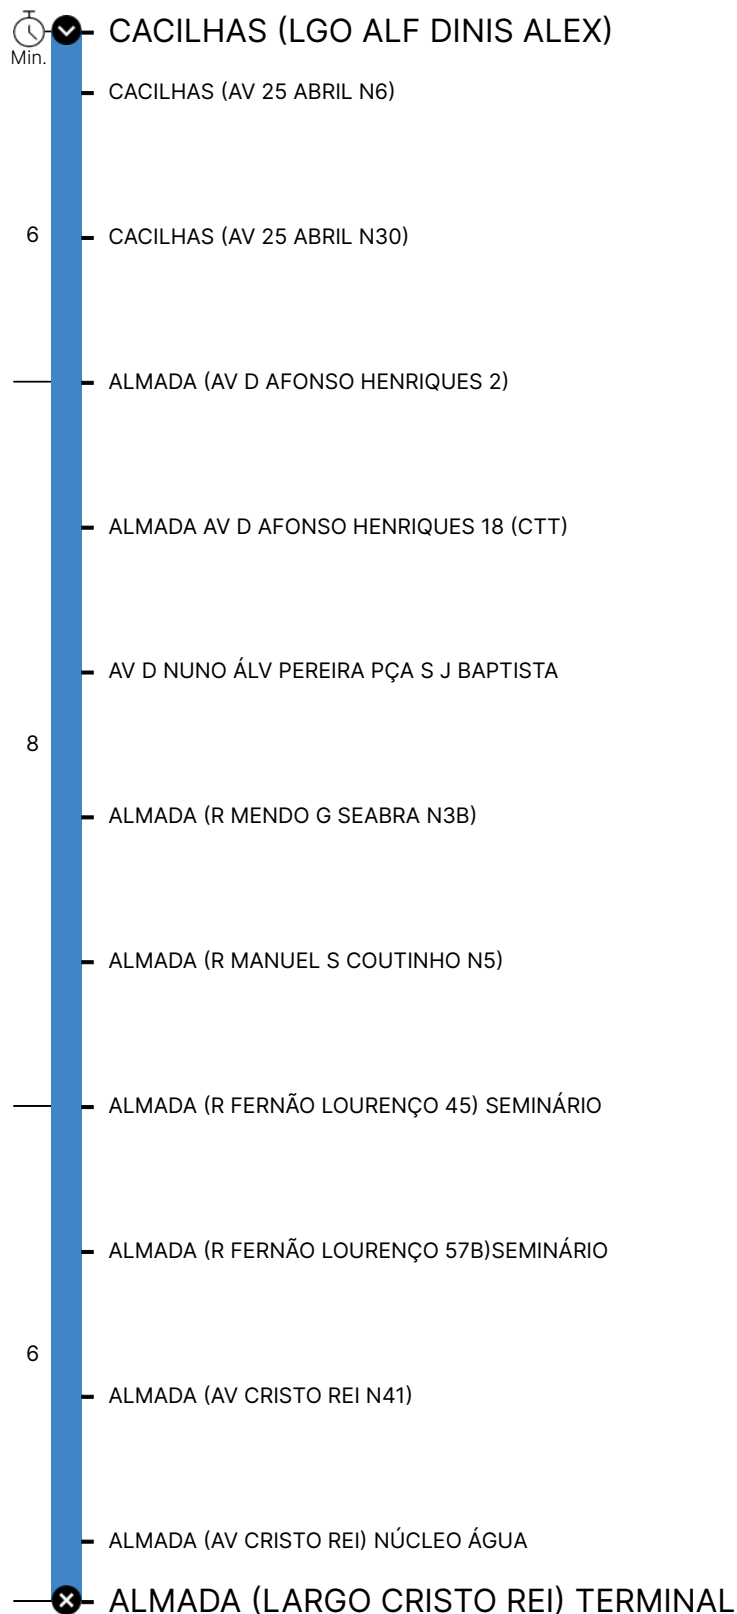 CACILHAS (LGO ALF DINIS ALEX)
Min.
CACILHAS (AV 25 ABRIL N6)
6
CACILHAS (AV 25 ABRIL N30)
ALMADA (AV D AFONSO HENRIQUES 2)
ALMADA AV D AFONSO HENRIQUES 18 (CTT)
AV D NUNO ÁLV PEREIRA PÇA S J BAPTISTA
8
ALMADA (R MENDO G SEABRA N3B)
ALMADA (R MANUEL S COUTINHO N5)
ALMADA (R FERNÃO LOURENÇO 45) SEMINÁRIO
ALMADA (R FERNÃO LOURENÇO 57B)SEMINÁRIO
6
ALMADA (AV CRISTO REI N41)
ALMADA (AV CRISTO REI) NÚCLEO ÁGUA
ALMADA (LARGO CRISTO REI) TERMINAL